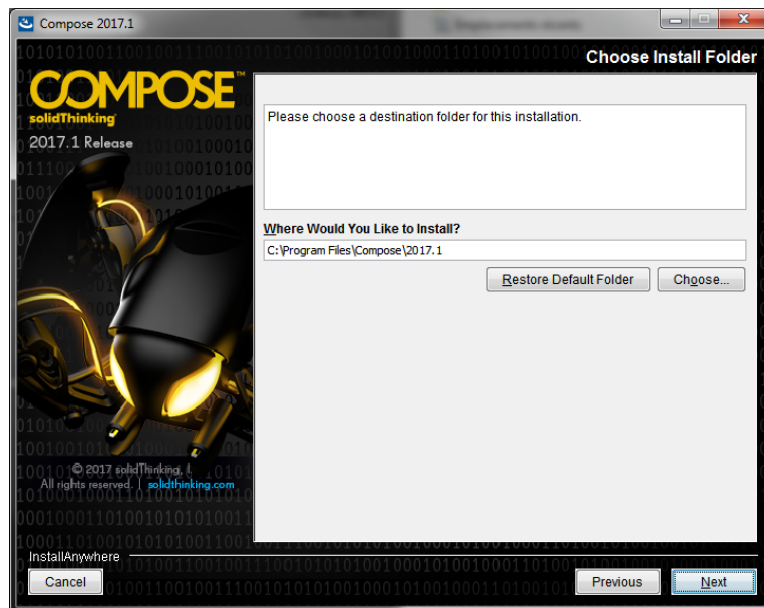 Compose 2017.1
Choose Install Folder
COMPOSE™
solidThinking
2017.1 Release
Please choose a destination folder for this installation.
Where Would You Like to Install?
C:\Program Files\Compose\2017.1
Restore Default Folder
Choose...
© 2017 solidThinking, I
All rights reserved. | solidthinking.com
InstallAnywhere
Cancel
Previous
Next